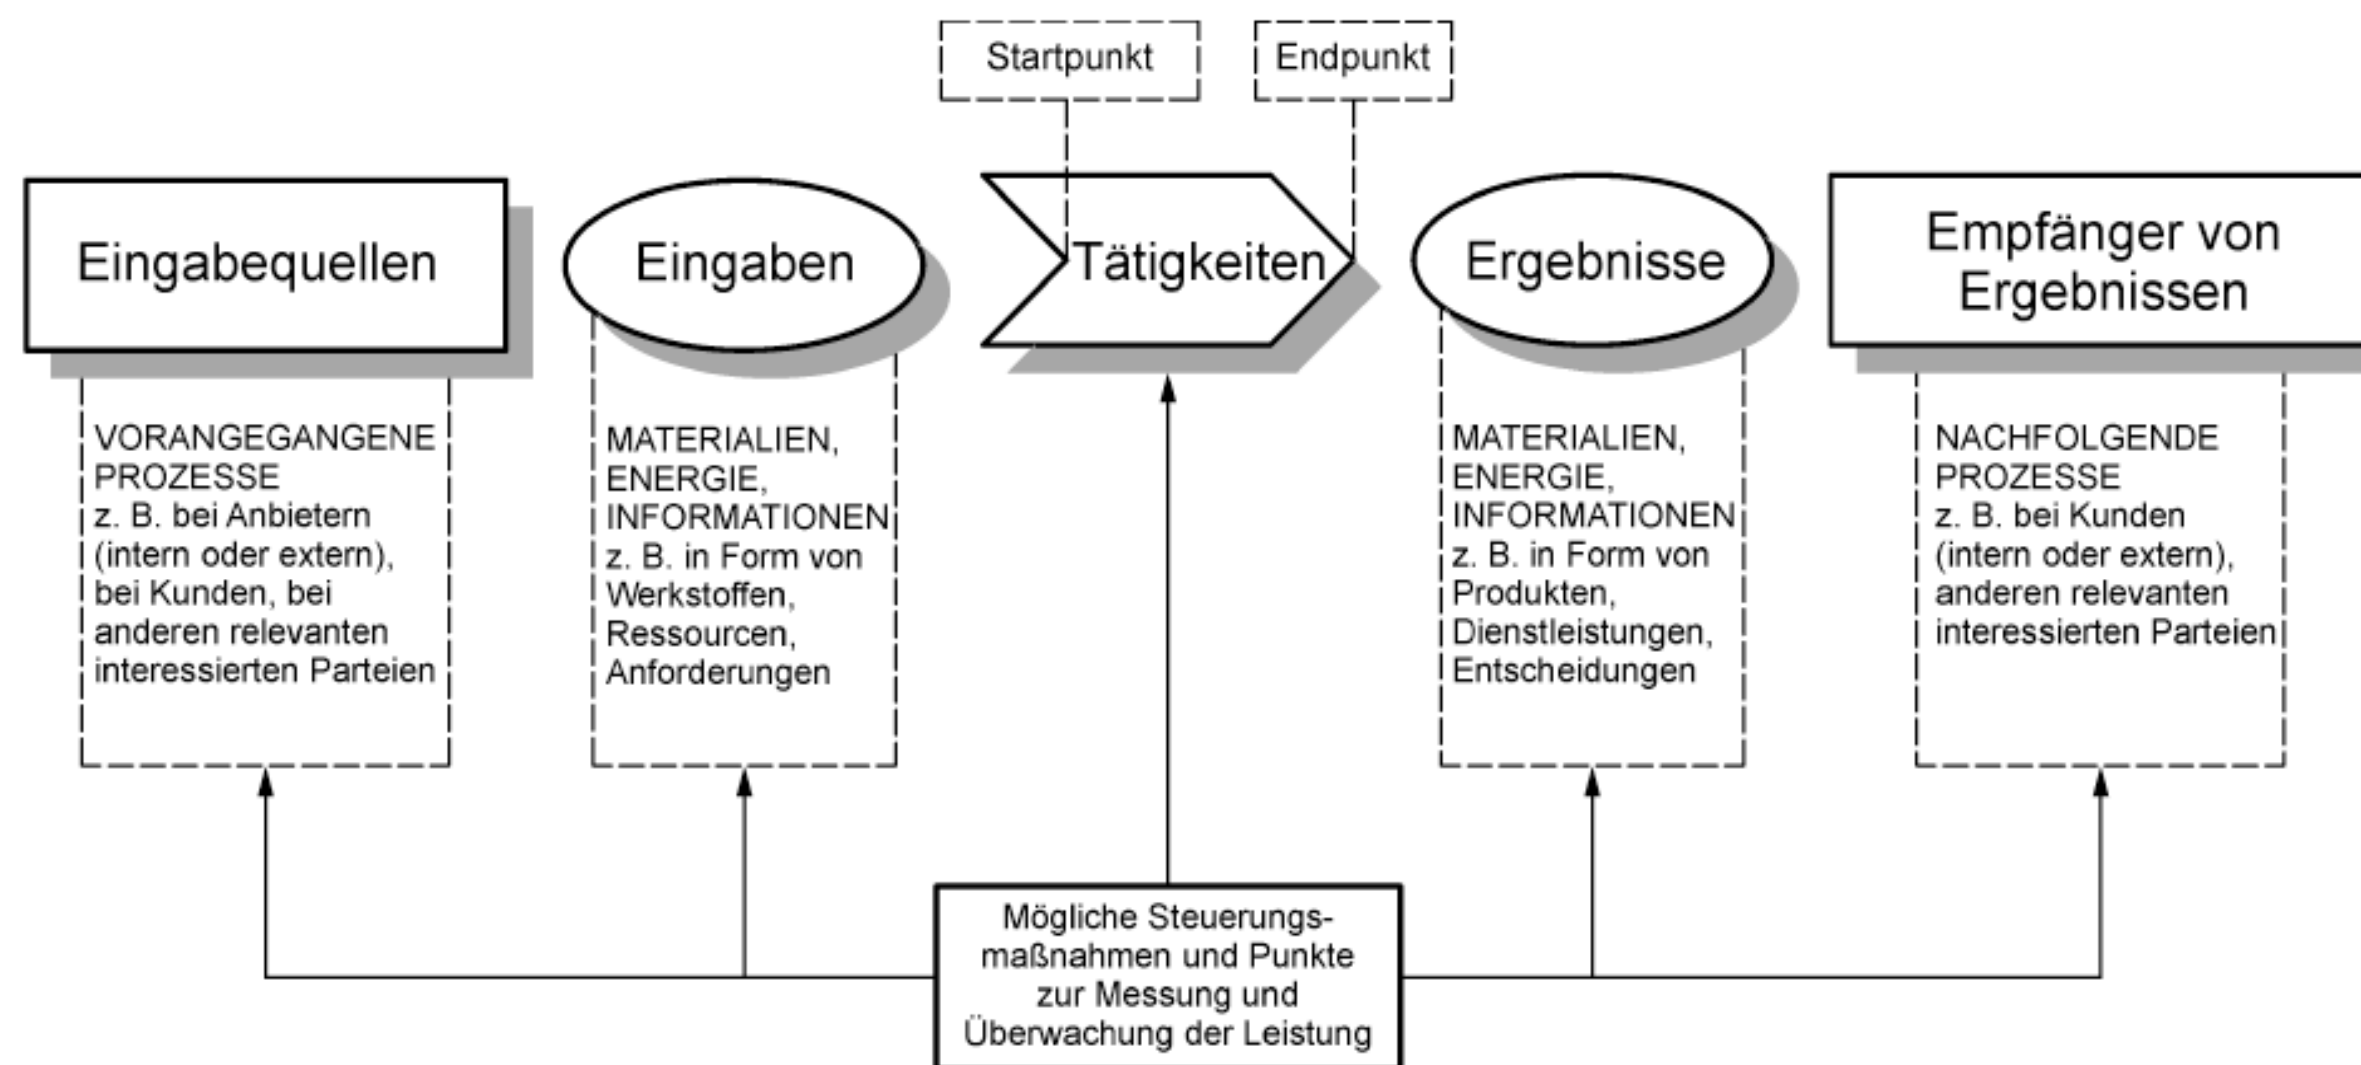 Startpunkt
Endpunkt
Eingabequellen
Eingaben
Tätigkeiten
Ergebnisse
Empfänger von
Ergebnissen
VORANGEGANGENE
PROZESSE
z. B. bei Anbietern
(intern oder extern),
bei Kunden, bei
anderen relevanten
interessierten Parteien
MATERIALIEN,
ENERGIE,
INFORMATIONEN
z. B. in Form von
Werkstoffen,
Ressourcen,
Anforderungen
MATERIALIEN,
ENERGIE,
INFORMATIONEN
z. B. in Form von
Produkten,
Dienstleistungen,
Entscheidungen
NACHFOLGENDE
PROZESSE
z. B. bei Kunden
(intern oder extern),
anderen relevanten
interessierten Parteien
Mögliche Steuerungs-
maßnahmen und Punkte
zur Messung und
Überwachung der Leistung